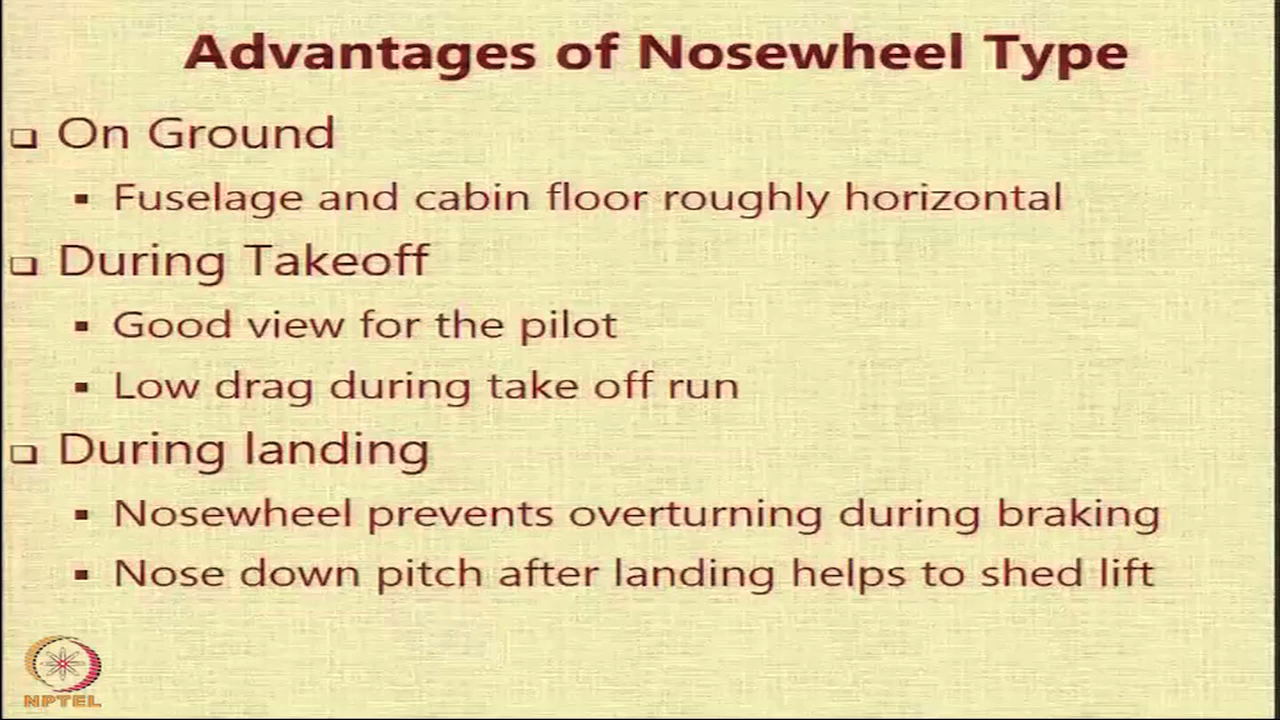 Advantages of Nosewheel Type
On Ground
Fuselage and cabin floor roughly horizontal
During Takeoff
Good view for the pilot
Low drag during take off run
During landing
Nosewheel prevents overturning during braking
Nose down pitch after landing helps to shed lift
NPTEL